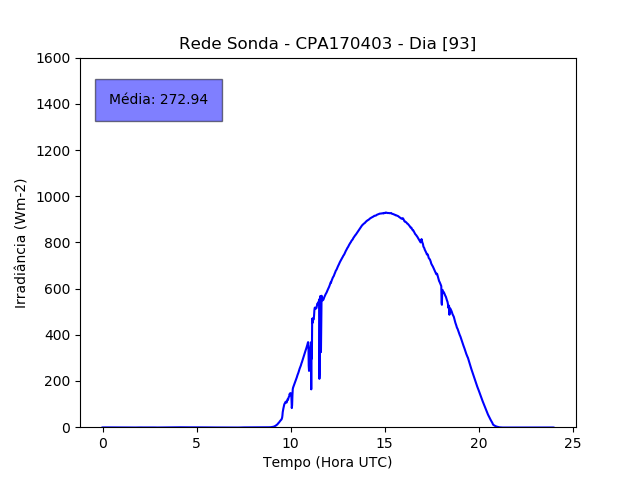 Rede Sonda - CPA170403 - Dia [93]
1600
1400
1200
1000
800
600
400
200
0
Média: 272.94
Irradiância (Wm-2)
0 5 10 15 20 25
Tempo (Hora UTC)